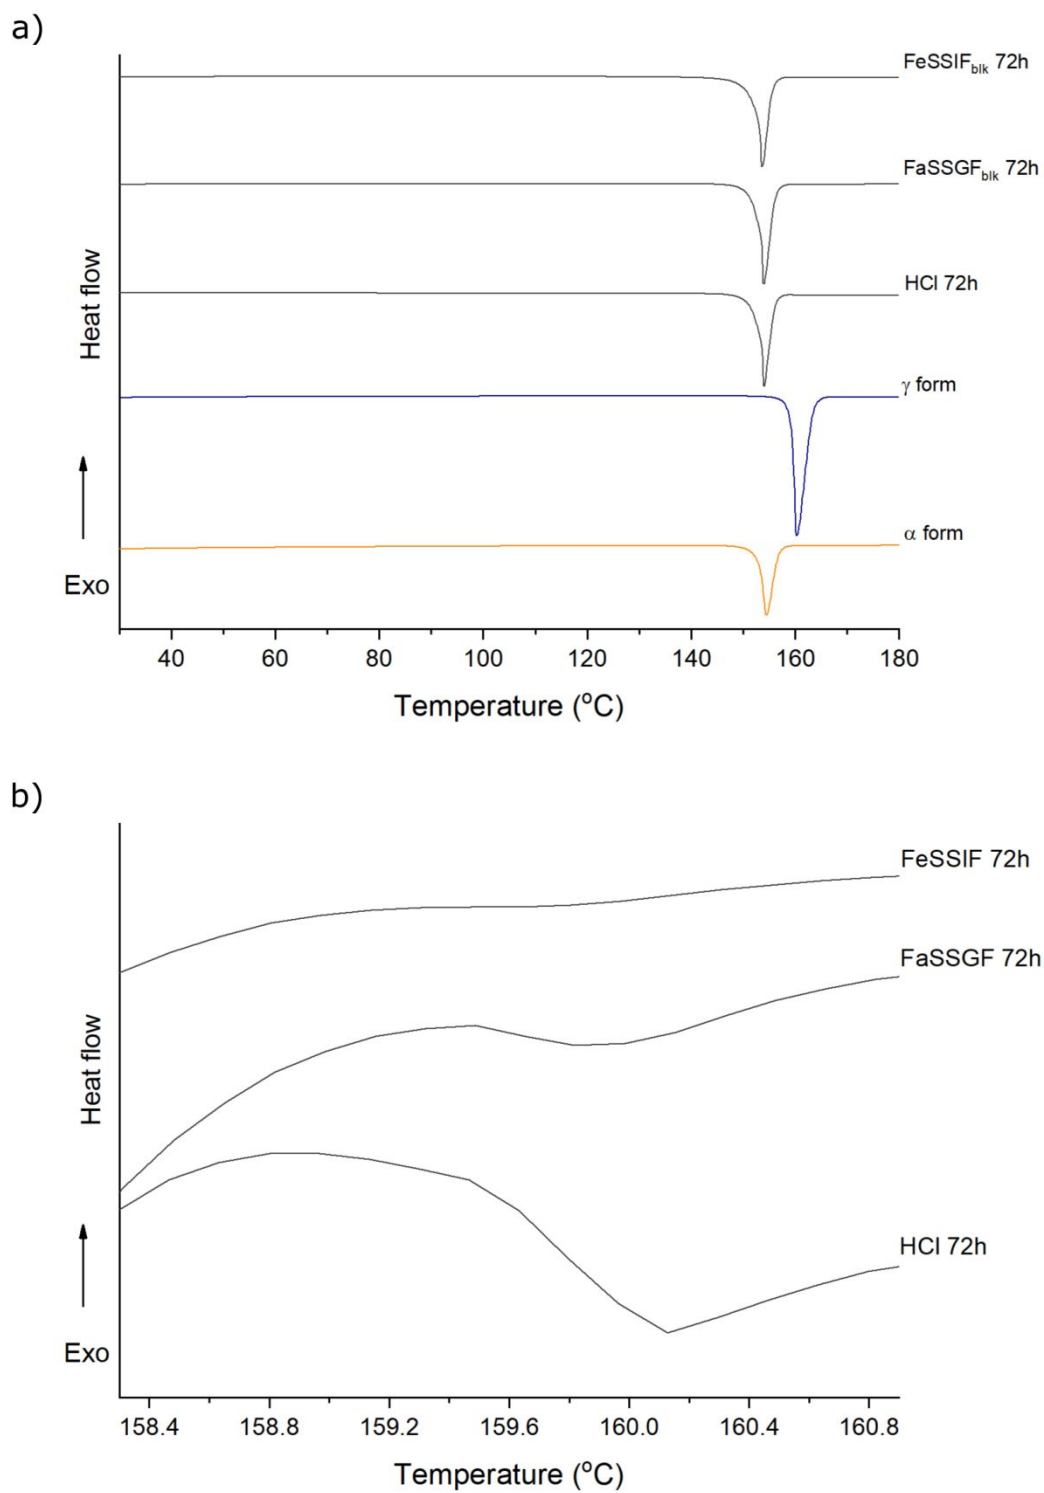 a)
FeSSIFblk 72h
FaSSGFblk 72h
HCl 72h
γ form
α form
Heat flow
Exo
40 60 80 100 120 140 160 180
Temperature (oC)
b)
FeSSIF 72h
FaSSGF 72h
HCl 72h
Heat flow
Exo
158.4 158.8 159.2 159.6 160.0 160.4 160.8
Temperature (oC)